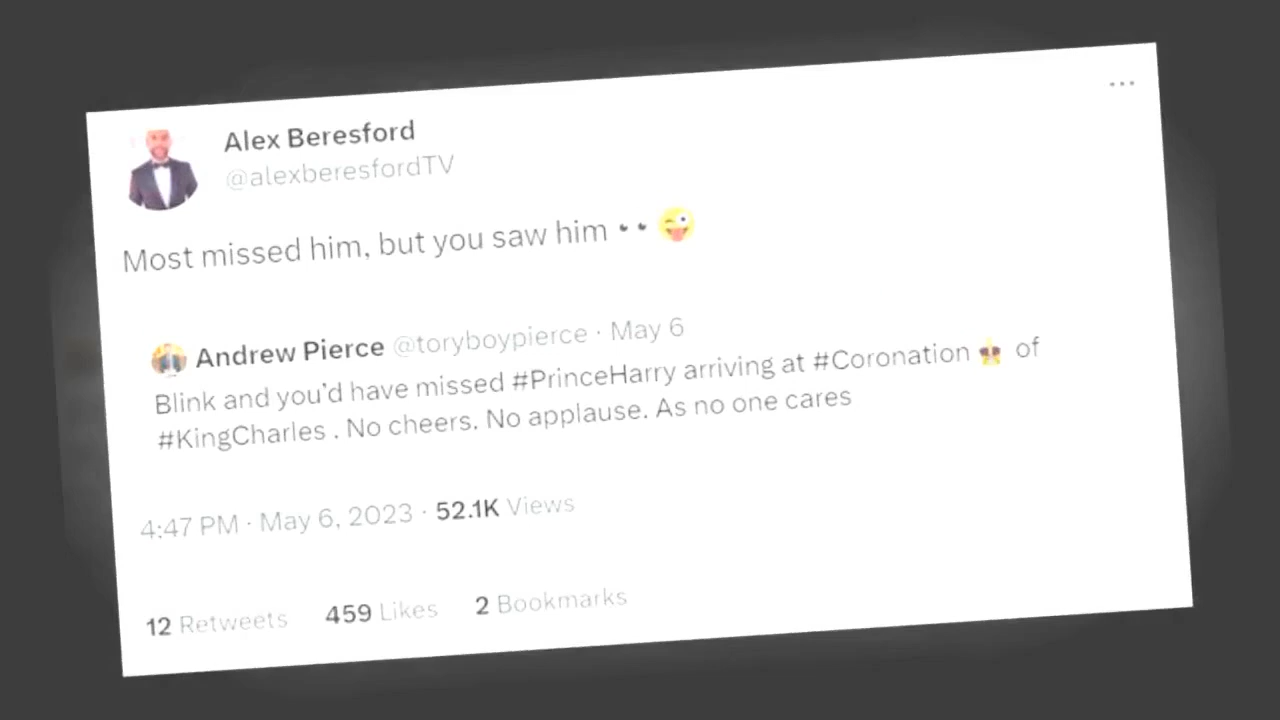 Alex Beresford
@alexberesfordTV
Most missed him, but you saw him 👀 😜
Andrew Pierce @toryboypierce · May 6
Blink and you'd have missed #PrinceHarry arriving at #Coronation of
#KingCharles . No cheers. No applause. As no one cares
4:47 PM · May 6, 2023 · 52.1K Views
12 Retweets 459 Likes 2 Bookmarks